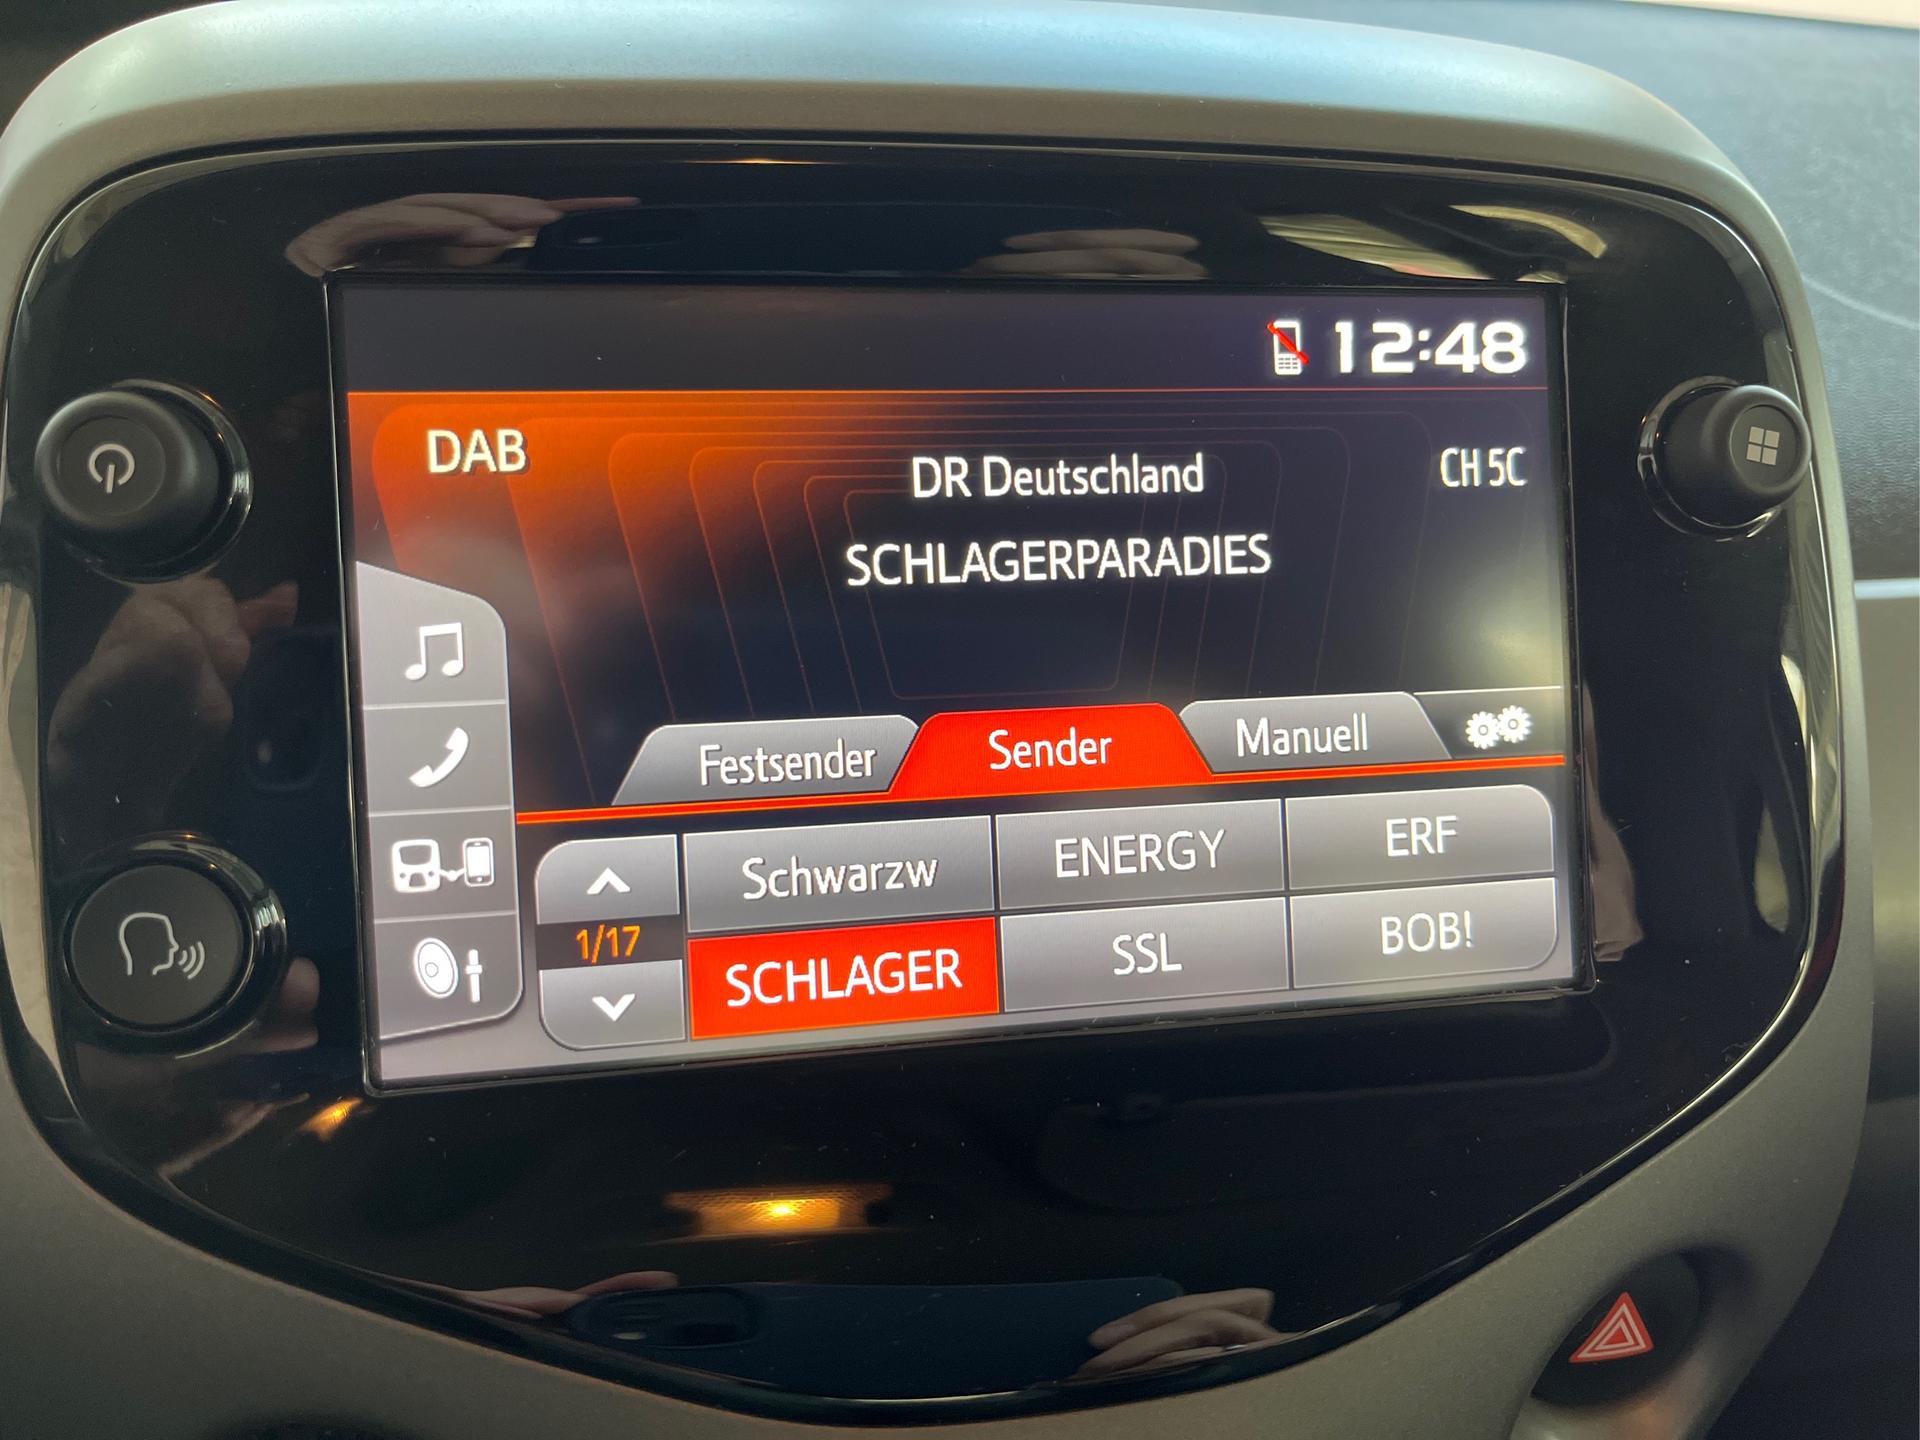 12:48
DAB
DR Deutschland
CH 5C
SCHLAGERPARADIES
Festsender
Sender
Manuell
Schwarzw
ENERGY
ERF
1/17
SCHLAGER
SSL
BOB!